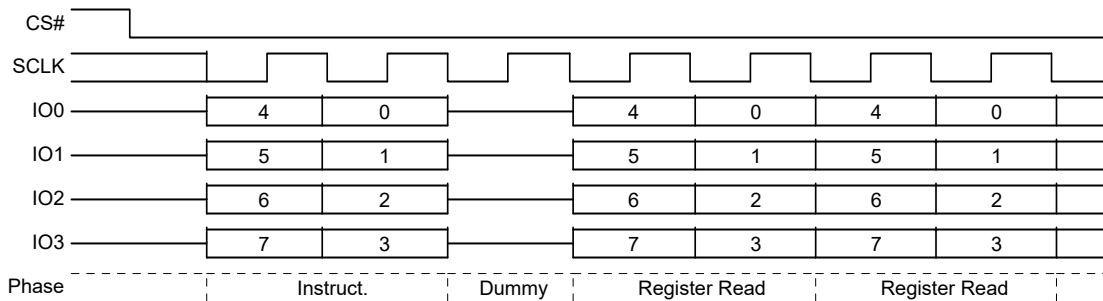 CS#
SCLK
IO0 4 0 4 0 4 0
IO1 5 1 5 1 5 1
IO2 6 2 6 2 6 2
IO3 7 3 7 3 7 3
Phase Instruct. Dummy Register Read Register Read